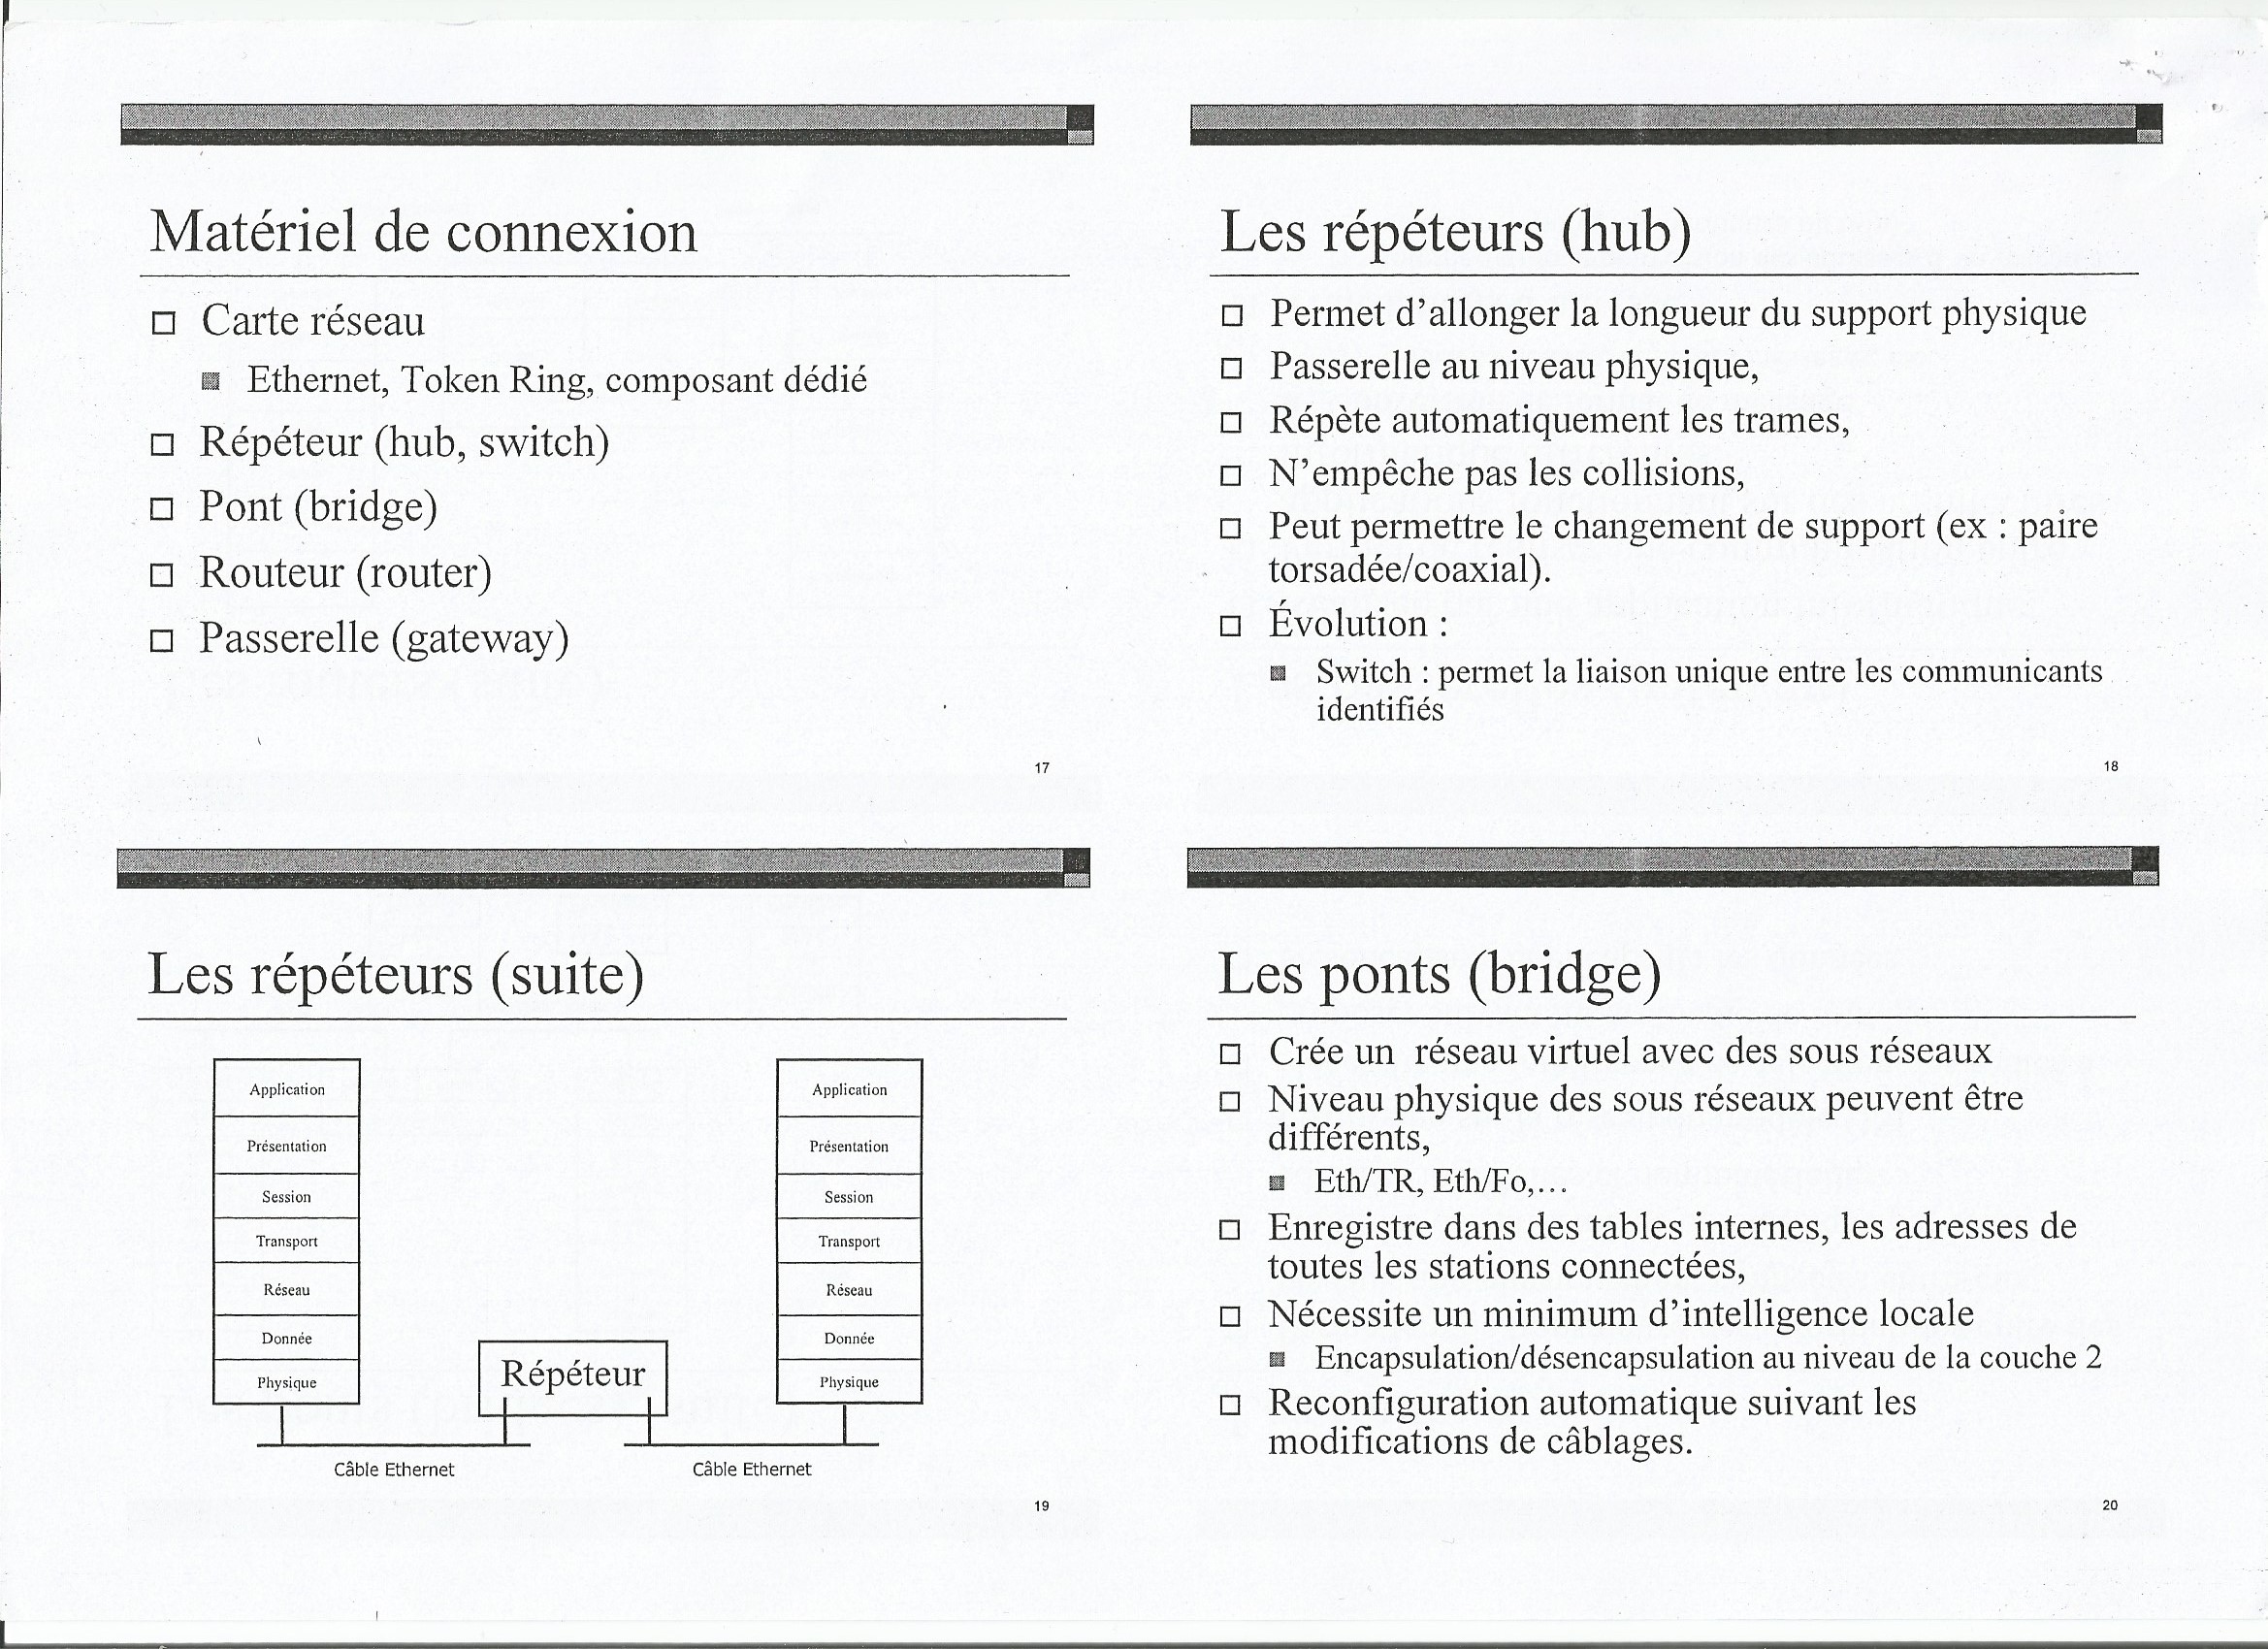 Matériel de connexion
Carte réseau
Ethernet, Token Ring, composant dédié
Répéteur (hub, switch)
Pont (bridge)
Routeur (router)
Passerelle (gateway)
17
Les répéteurs (hub)
Permet d'allonger la longueur du support physique
Passerelle au niveau physique,
Répète automatiquement les trames,
N'empêche pas les collisions,
Peut permettre le changement de support (ex : paire
torsadée/coaxial).
Évolution :
Switch : permet la liaison unique entre les communicants
identifiés
18
Les répéteurs (suite)
Application
Présentation
Session
Transport
Réseau
Donnée
Physique
Répéteur
Application
Présentation
Session
Transport
Réseau
Donnée
Physique
Câble Ethernet
Câble Ethernet
19
Les ponts (bridge)
Crée un réseau virtuel avec des sous réseaux
Niveau physique des sous réseaux peuvent être
différents,
Eth/TR, Eth/Fo,...
Enregistre dans des tables internes, les adresses de
toutes les stations connectées,
Nécessite un minimum d'intelligence locale
Encapsulation/désencapsulation au niveau de la couche 2
Reconfiguration automatique suivant les
modifications de câblages.
20